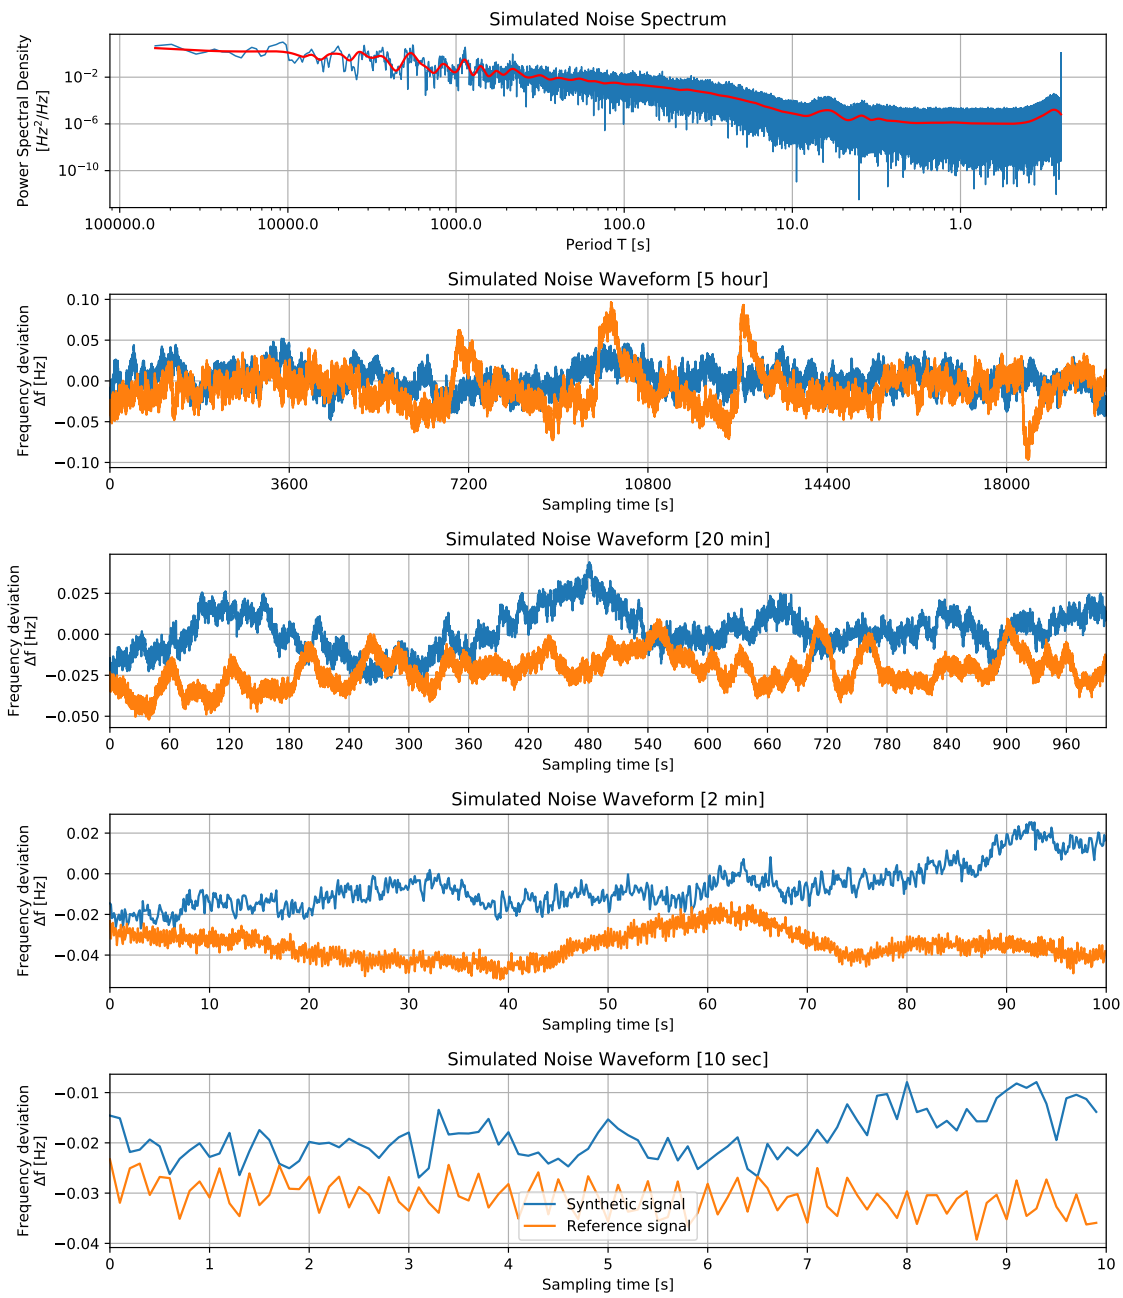 Simulated Noise Spectrum
Power Spectral Density
[Hz²/Hz]
10⁻²
10⁻⁶
10⁻¹⁰
100000.0 10000.0 1000.0 100.0 10.0 1.0
Period T [s]
Simulated Noise Waveform [5 hour]
Frequency deviation
Δf [Hz]
0.10
0.05
0.00
−0.05
−0.10
0 3600 7200 10800 14400 18000
Sampling time [s]
Simulated Noise Waveform [20 min]
Frequency deviation
Δf [Hz]
0.025
0.000
−0.025
−0.050
0 60 120 180 240 300 360 420 480 540 600 660 720 780 840 900 960
Sampling time [s]
Simulated Noise Waveform [2 min]
Frequency deviation
Δf [Hz]
0.02
0.00
−0.02
−0.04
0 10 20 30 40 50 60 70 80 90 100
Sampling time [s]
Simulated Noise Waveform [10 sec]
Frequency deviation
Δf [Hz]
−0.01
−0.02
−0.03
−0.04
Synthetic signal
Reference signal
0 1 2 3 4 5 6 7 8 9 10
Sampling time [s]